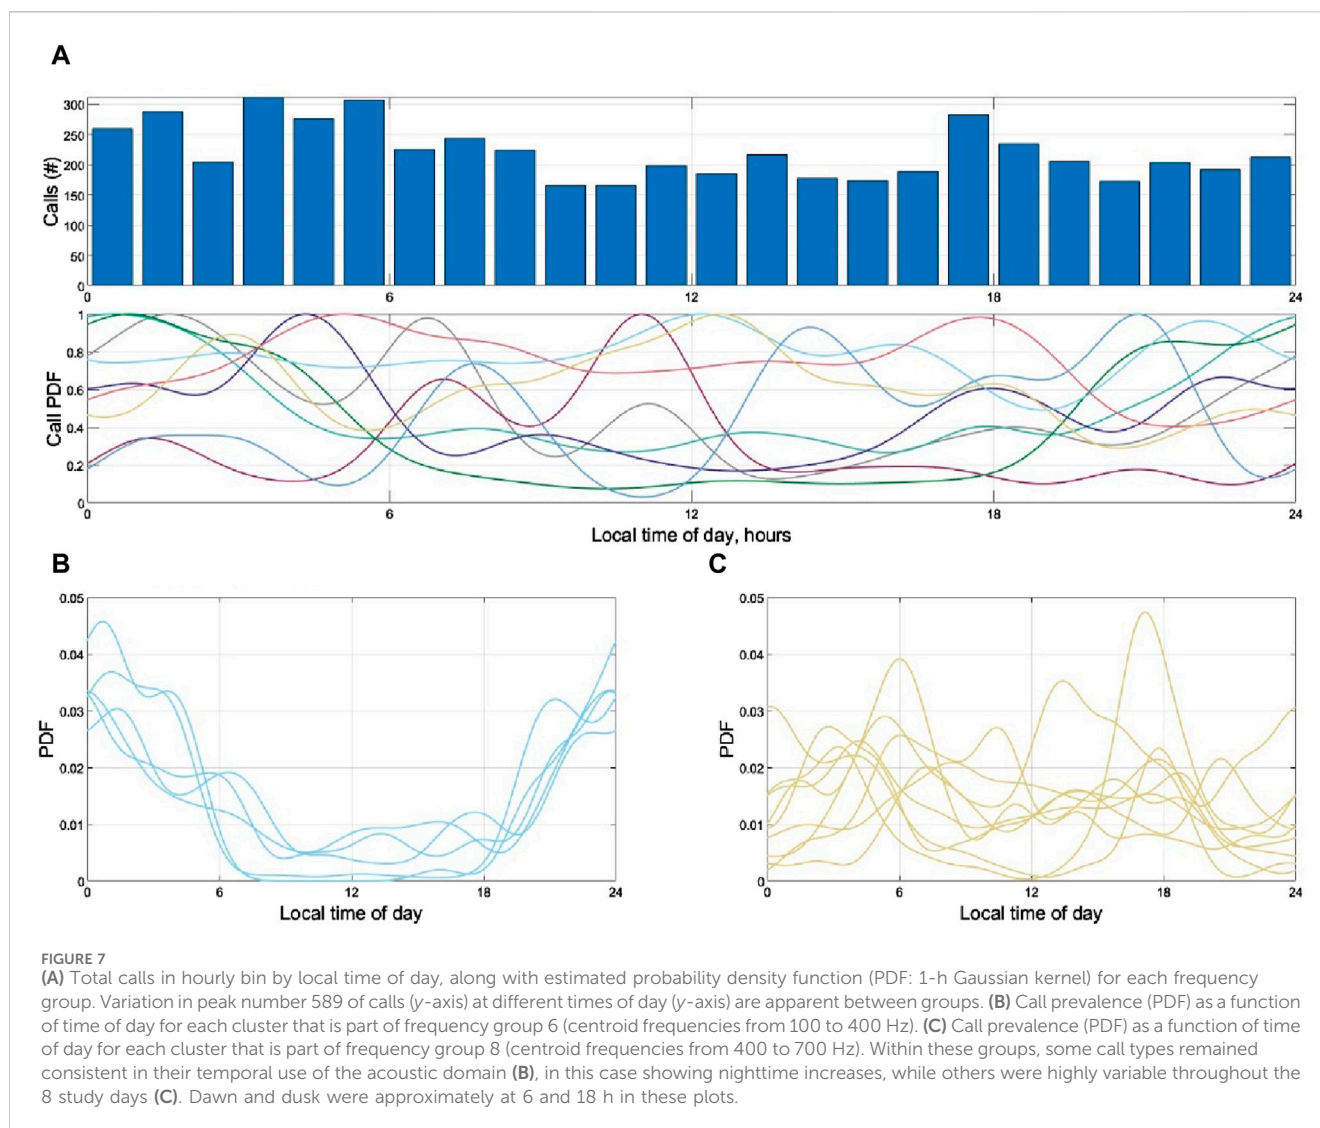 A
300
250
200
150
100
50
0
Calls (#)
0 6 12 18 24
1
0.8
0.6
0.4
0.2
0
Call PDF
0 6 12 18 24
Local time of day, hours
B
0.05
0.04
0.03
0.02
0.01
0
PDF
0 6 12 18 24
Local time of day
C
0.05
0.04
0.03
0.02
0.01
0
PDF
0 6 12 18 24
Local time of day
FIGURE 7
(A) Total calls in hourly bin by local time of day, along with estimated probability density function (PDF: 1-h Gaussian kernel) for each frequency
group. Variation in peak number 589 of calls (y-axis) at different times of day (y-axis) are apparent between groups. (B) Call prevalence (PDF) as a function
of time of day for each cluster that is part of frequency group 6 (centroid frequencies from 100 to 400 Hz). (C) Call prevalence (PDF) as a function of time
of day for each cluster that is part of frequency group 8 (centroid frequencies from 400 to 700 Hz). Within these groups, some call types remained
consistent in their temporal use of the acoustic domain (B), in this case showing nighttime increases, while others were highly variable throughout the
8 study days (C). Dawn and dusk were approximately at 6 and 18 h in these plots.